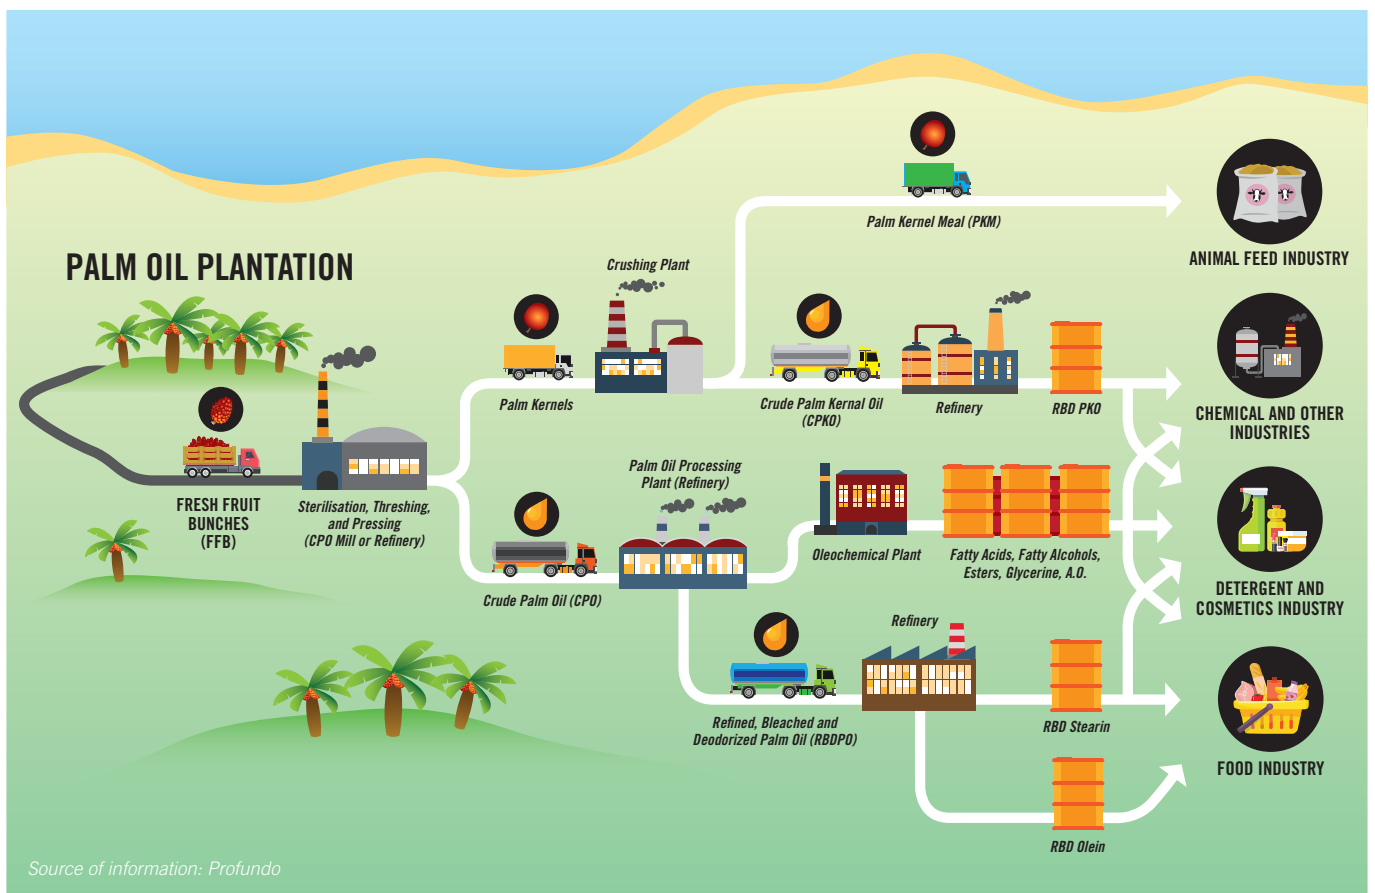 PALM OIL PLANTATION
FRESH FRUIT
BUNCHES
(FFB)
Sterilisation, Threshing,
and Pressing
(CPO Mill or Refinery)
Palm Kernels
Crushing Plant
Palm Kernel Meal (PKM)
ANIMAL FEED INDUSTRY
Crude Palm Kernal Oil
(CPKO)
Refinery
RBD PKO
CHEMICAL AND OTHER
INDUSTRIES
Crude Palm Oil (CPO)
Palm Oil Processing
Plant (Refinery)
Oleochemical Plant
Fatty Acids, Fatty Alcohols,
Esters, Glycerine, A.O.
DETERGENT AND
COSMETICS INDUSTRY
Refined, Bleached and
Deodorized Palm Oil (RBDPO)
Refinery
RBD Stearin
FOOD INDUSTRY
RBD Olein
Source of information: Profundo